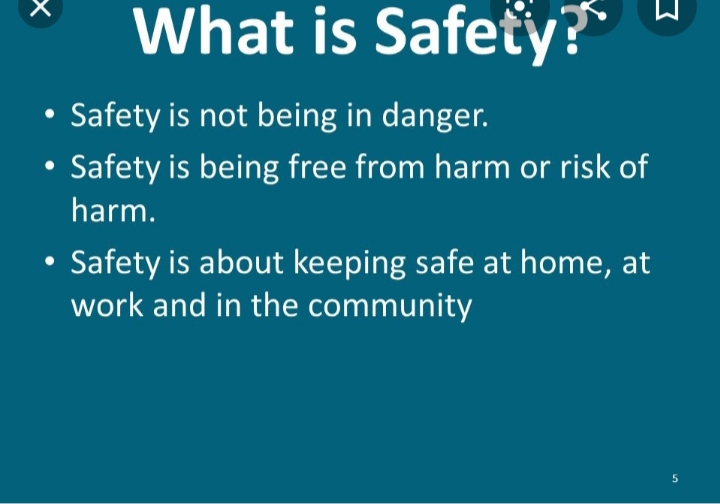 What is Safety?
• Safety is not being in danger.
• Safety is being free from harm or risk of
harm.
• Safety is about keeping safe at home, at
work and in the community
5